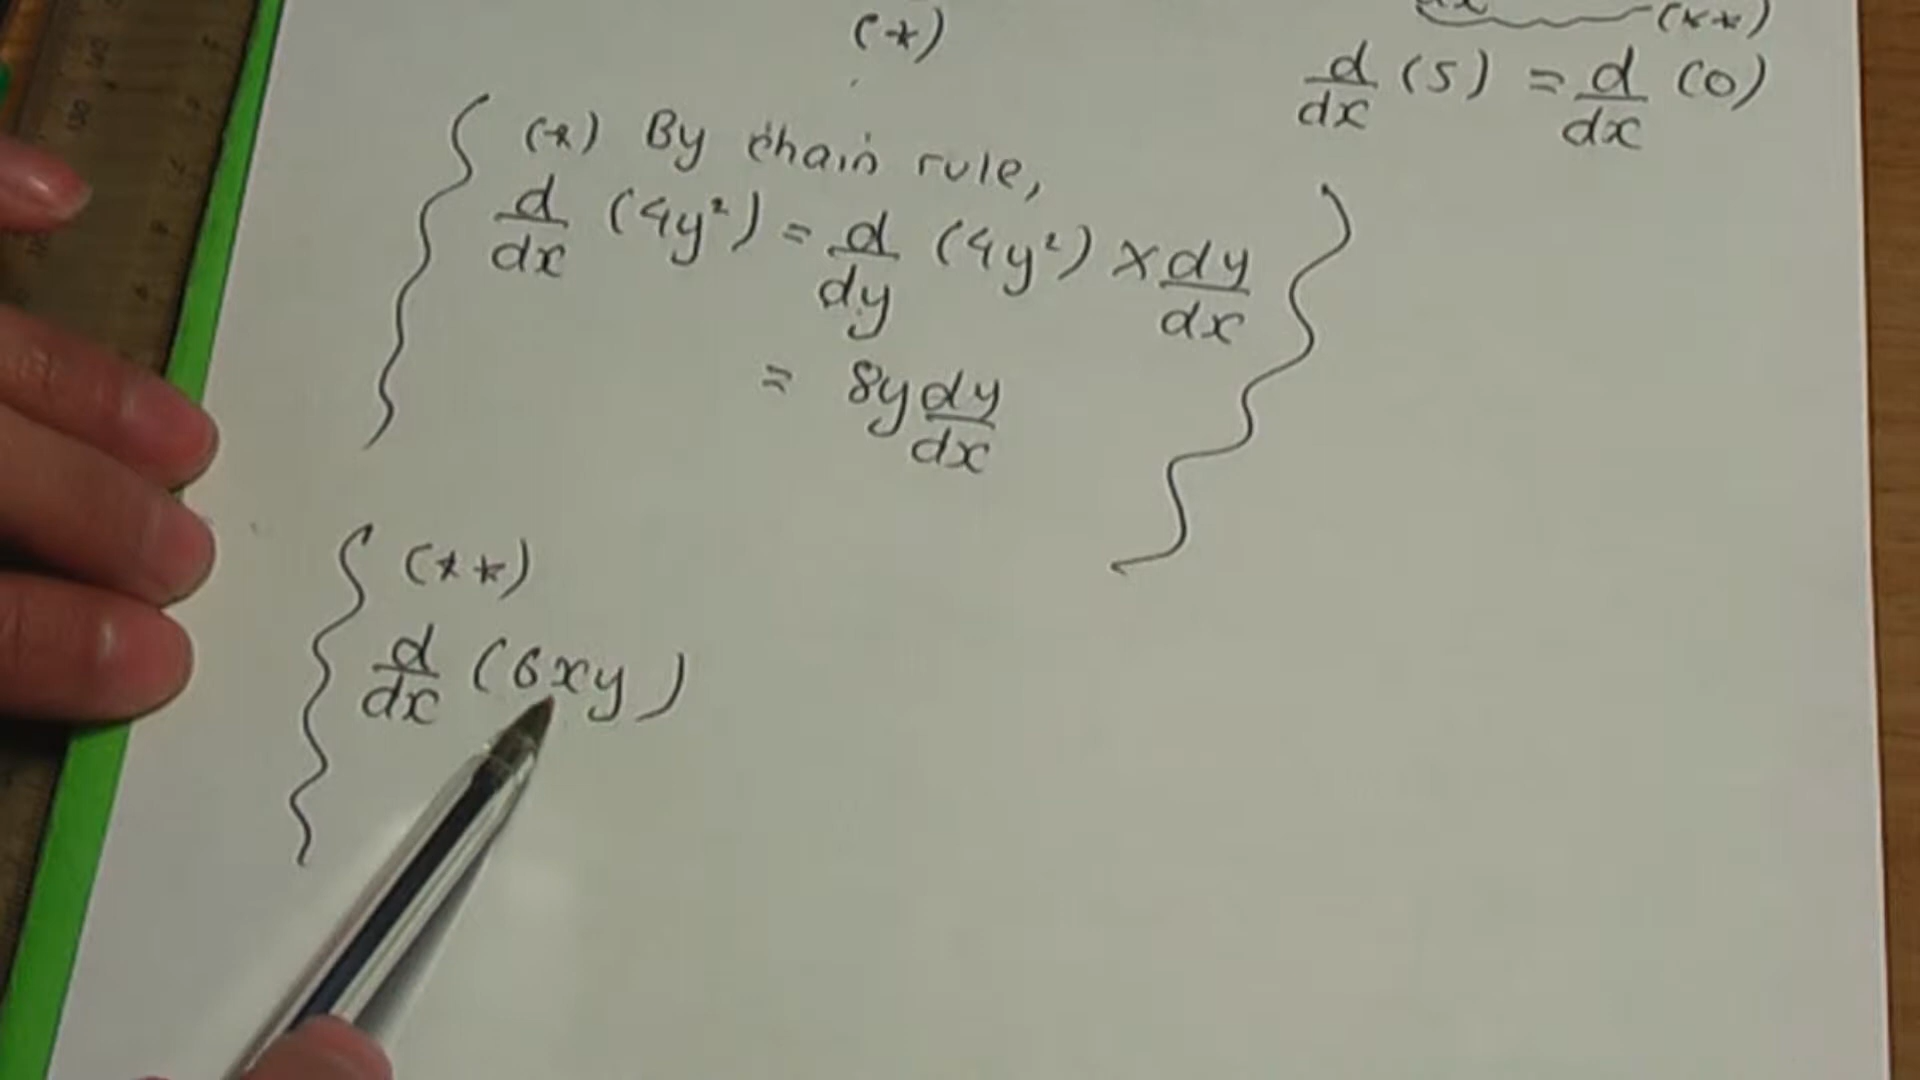 (*)
(**)
d/dx (5) = d/dx (0)
(*) By chain rule,
d/dx (4y²) = d/dy (4y²) × dy/dx
= 8y dy/dx
(**)
d/dx (6xy)